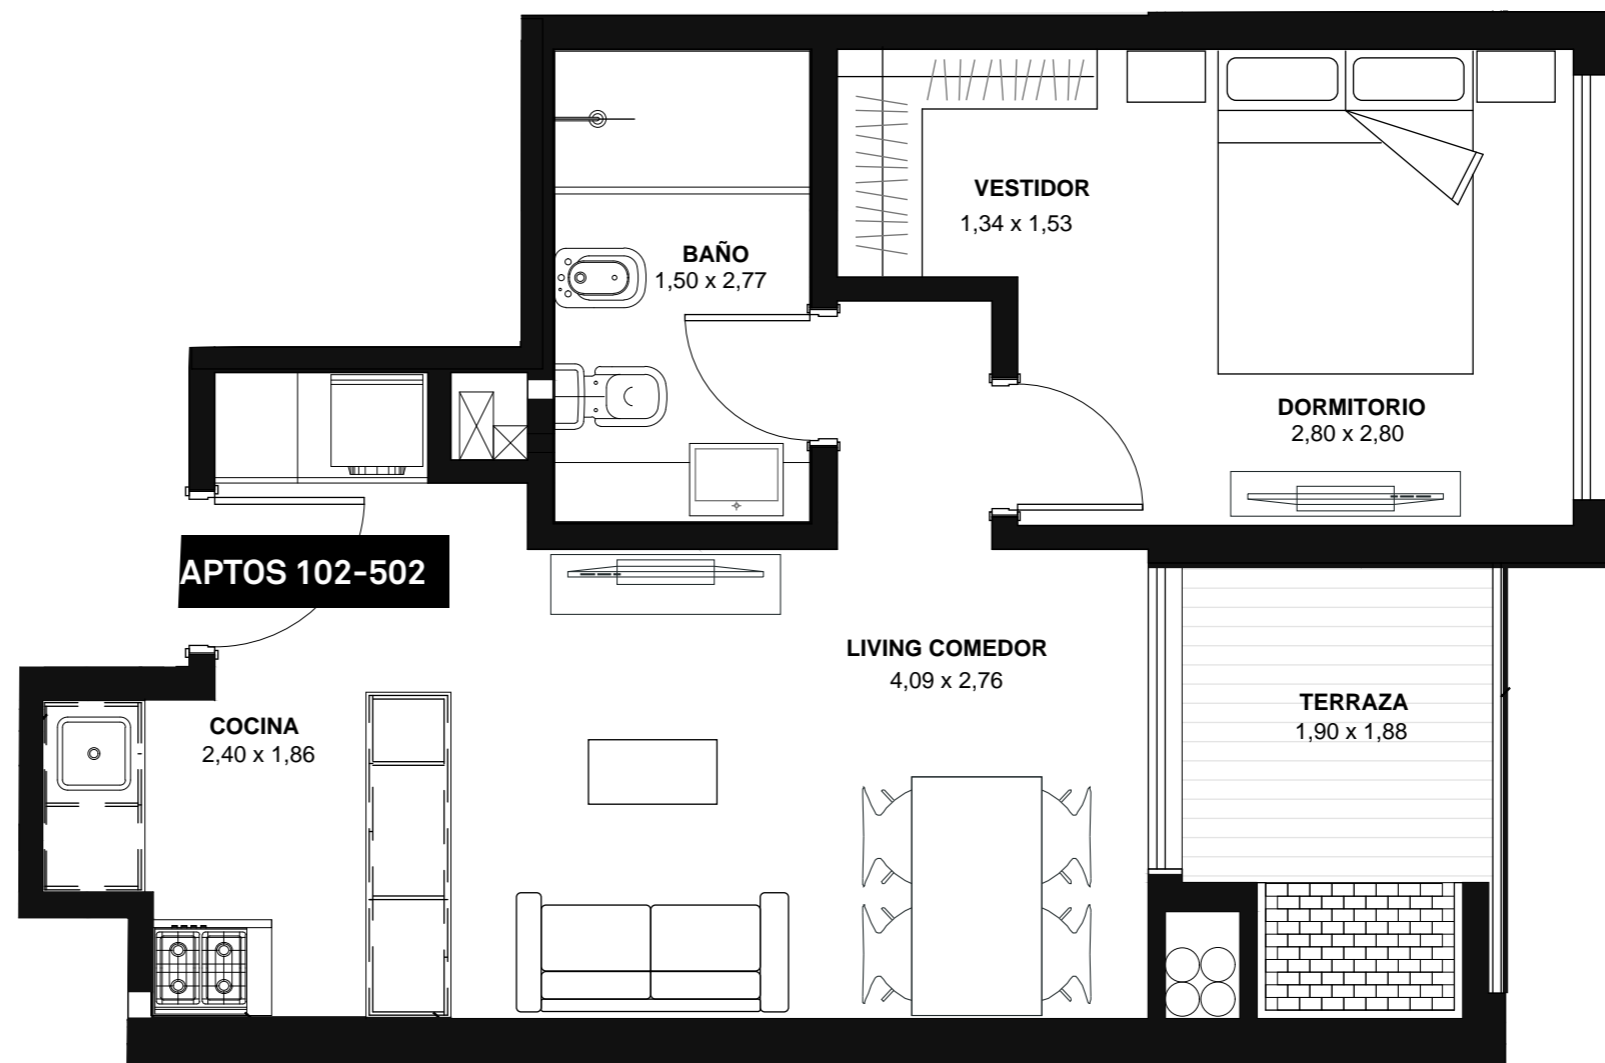 VESTIDOR
1,34 x 1,53
BAÑO
1,50 x 2,77
DORMITORIO
2,80 x 2,80
APTOS 102-502
LIVING COMEDOR
4,09 x 2,76
TERRAZA
1,90 x 1,88
COCINA
2,40 x 1,86